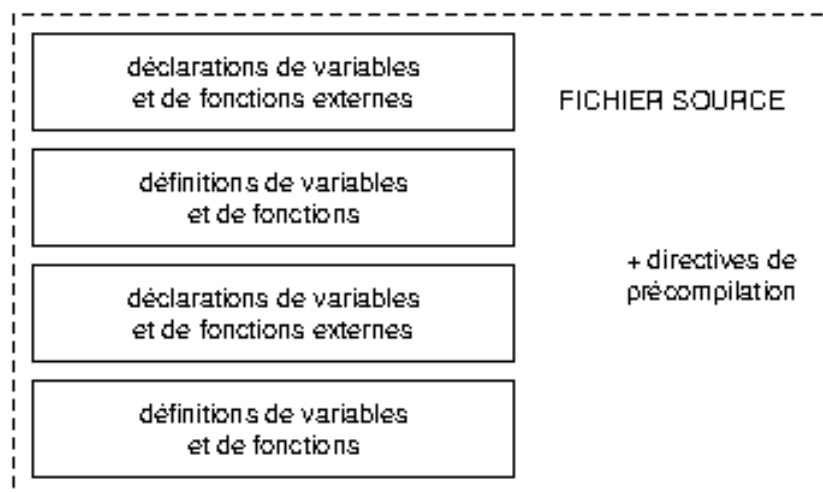 déclarations de variables
et de fonctions externes
FICHIER SOURCE
définitions de variables
et de fonctions
+ directives de
précompilation
déclarations de variables
et de fonctions externes
définitions de variables
et de fonctions